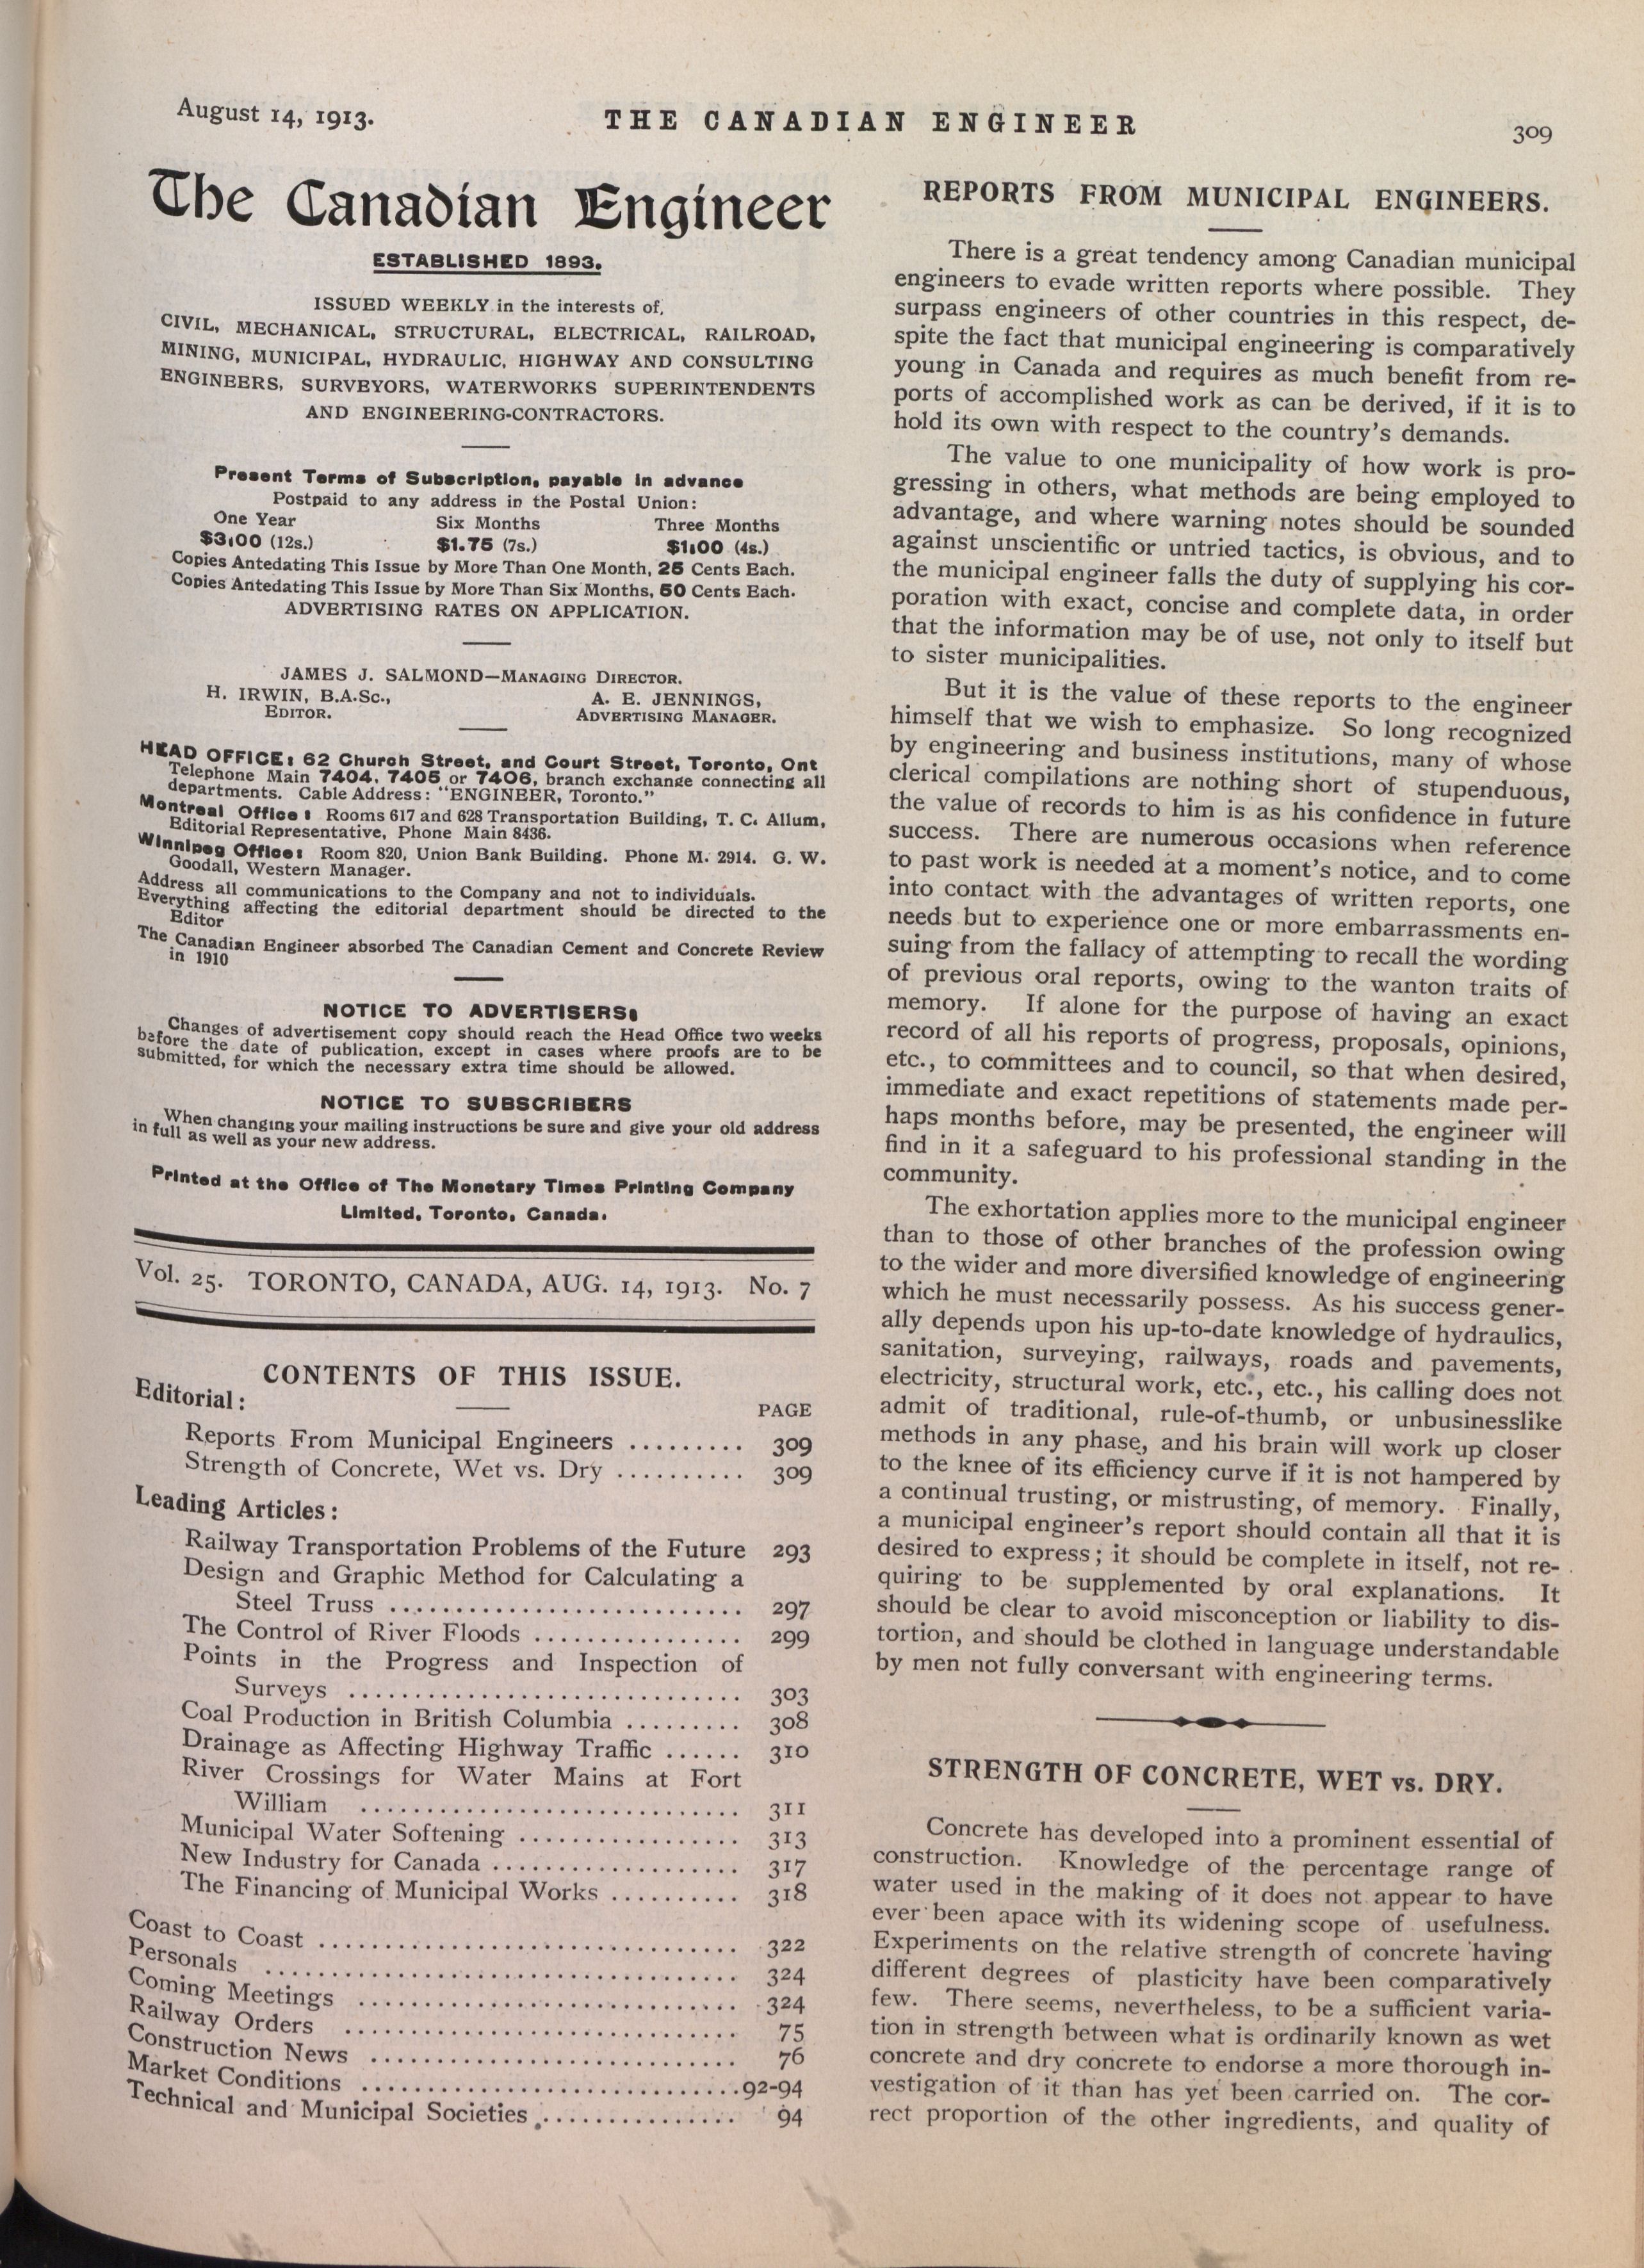 August 14, 1913.
THE CANADIAN ENGINEER
309
The Canadian Engineer
ESTABLISHED 1893.
ISSUED WEEKLY in the interests of,
CIVIL, MECHANICAL, STRUCTURAL, ELECTRICAL, RAILROAD,
MINING, MUNICIPAL, HYDRAULIC, HIGHWAY AND CONSULTING
ENGINEERS, SURVEYORS, WATERWORKS SUPERINTENDENTS
AND ENGINEERING-CONTRACTORS.
Present Terms of Subscription, payable in advance
Postpaid to any address in the Postal Union:
One Year Six Months Three Months
$3.00 (12s.) $1.75 (7s.) $1.00 (4s.)
Copies Antedating This Issue by More Than One Month, 25 Cents Each.
Copies Antedating This Issue by More Than Six Months, 50 Cents Each.
ADVERTISING RATES ON APPLICATION.
JAMES J. SALMOND—MANAGING DIRECTOR.
H. IRWIN, B.A.Sc., A. E. JENNINGS,
EDITOR. ADVERTISING MANAGER.
HEAD OFFICE: 62 Church Street, and Court Street, Toronto, Ont
Telephone Main 7404, 7405 or 7406, branch exchange connecting all
departments. Cable Address: "ENGINEER, Toronto."
Montreal Office: Rooms 617 and 628 Transportation Building, T. C. Allum,
Editorial Representative, Phone Main 8436.
Winnipeg Office: Room 820, Union Bank Building. Phone M. 2914. G. W.
Goodall, Western Manager.
Address all communications to the Company and not to individuals.
Everything affecting the editorial department should be directed to the
Editor
The Canadian Engineer absorbed The Canadian Cement and Concrete Review
in 1910
NOTICE TO ADVERTISERS:
Changes of advertisement copy should reach the Head Office two weeks
before the date of publication, except in cases where proofs are to be
submitted, for which the necessary extra time should be allowed.
NOTICE TO SUBSCRIBERS
When changing your mailing instructions be sure and give your old address
in full as well as your new address.
Printed at the Office of The Monetary Times Printing Company
Limited, Toronto, Canada.
Vol. 25. TORONTO, CANADA, AUG. 14, 1913. No. 7
CONTENTS OF THIS ISSUE.
Editorial:
PAGE
Reports From Municipal Engineers ......... 309
Strength of Concrete, Wet vs. Dry .......... 309
Leading Articles:
Railway Transportation Problems of the Future 293
Design and Graphic Method for Calculating a
Steel Truss ........................... 297
The Control of River Floods ................ 299
Points in the Progress and Inspection of
Surveys .............................. 303
Coal Production in British Columbia ......... 308
Drainage as Affecting Highway Traffic ...... 310
River Crossings for Water Mains at Fort
William ............................. 311
Municipal Water Softening ................. 313
New Industry for Canada ................... 317
The Financing of Municipal Works .......... 318
Coast to Coast ................................ 322
Personals .................................... 324
Coming Meetings ............................. 324
Railway Orders .............................. 75
Construction News ............................ 76
Market Conditions .............................92-94
Technical and Municipal Societies ................ 94
REPORTS FROM MUNICIPAL ENGINEERS.
There is a great tendency among Canadian municipal
engineers to evade written reports where possible. They
surpass engineers of other countries in this respect, de-
spite the fact that municipal engineering is comparatively
young in Canada and requires as much benefit from re-
ports of accomplished work as can be derived, if it is to
hold its own with respect to the country's demands.
The value to one municipality of how work is pro-
gressing in others, what methods are being employed to
advantage, and where warning notes should be sounded
against unscientific or untried tactics, is obvious, and to
the municipal engineer falls the duty of supplying his cor-
poration with exact, concise and complete data, in order
that the information may be of use, not only to itself but
to sister municipalities.
But it is the value of these reports to the engineer
himself that we wish to emphasize. So long recognized
by engineering and business institutions, many of whose
clerical compilations are nothing short of stupenduous,
the value of records to him is as his confidence in future
success. There are numerous occasions when reference
to past work is needed at a moment's notice, and to come
into contact with the advantages of written reports, one
needs but to experience one or more embarrassments en-
suing from the fallacy of attempting to recall the wording
of previous oral reports, owing to the wanton traits of
memory. If alone for the purpose of having an exact
record of all his reports of progress, proposals, opinions,
etc., to committees and to council, so that when desired,
immediate and exact repetitions of statements made per-
haps months before, may be presented, the engineer will
find in it a safeguard to his professional standing in the
community.
The exhortation applies more to the municipal engineer
than to those of other branches of the profession owing
to the wider and more diversified knowledge of engineering
which he must necessarily possess. As his success gener-
ally depends upon his up-to-date knowledge of hydraulics,
sanitation, surveying, railways, roads and pavements,
electricity, structural work, etc., etc., his calling does not
admit of traditional, rule-of-thumb, or unbusinesslike
methods in any phase, and his brain will work up closer
to the knee of its efficiency curve if it is not hampered by
a continual trusting, or mistrusting, of memory. Finally,
a municipal engineer's report should contain all that it is
desired to express; it should be complete in itself, not re-
quiring to be supplemented by oral explanations. It
should be clear to avoid misconception or liability to dis-
tortion, and should be clothed in language understandable
by men not fully conversant with engineering terms.
STRENGTH OF CONCRETE, WET vs. DRY.
Concrete has developed into a prominent essential of
construction. Knowledge of the percentage range of
water used in the making of it does not appear to have
ever been apace with its widening scope of usefulness.
Experiments on the relative strength of concrete having
different degrees of plasticity have been comparatively
few. There seems, nevertheless, to be a sufficient varia-
tion in strength between what is ordinarily known as wet
concrete and dry concrete to endorse a more thorough in-
vestigation of it than has yet been carried on. The cor-
rect proportion of the other ingredients, and quality of